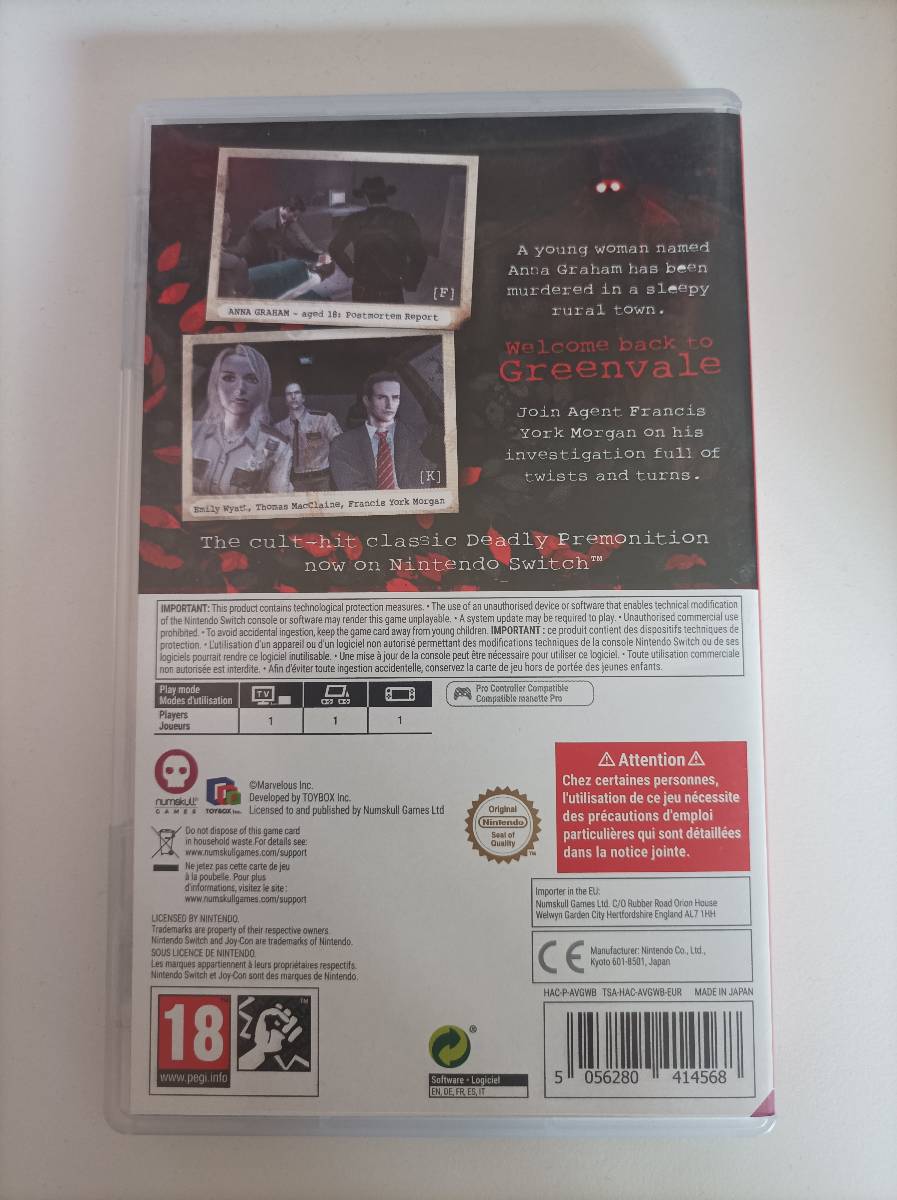 [F]
ANNA GRAHAM - aged 18: Postmortem Report
[K]
Emily Wyatt, Thomas MacClaine, Francis York Morgan
A young woman named
Anna Graham has been
murdered in a sleepy
rural town.
Welcome back to
Greenvale
Join Agent Francis
York Morgan on his
investigation full of
twists and turns.
The cult-hit classic Deadly Premonition
now on Nintendo Switch™
IMPORTANT: This product contains technological protection measures. • The use of an unauthorised device or software that enables technical modification
of the Nintendo Switch console or software may render this game unplayable. • A system update may be required to play. • Unauthorised commercial use
prohibited. • To avoid accidental ingestion, keep the game card away from young children. IMPORTANT : ce produit contient des dispositifs techniques de
protection. • L'utilisation d'un appareil ou d'un logiciel non autorisé permettant des modifications techniques de la console Nintendo Switch ou de ses
logiciels pourrait rendre ce logiciel inutilisable. • Une mise à jour de la console peut être nécessaire pour utiliser ce logiciel. • Toute utilisation commerciale
non autorisée est interdite. • Afin d'éviter toute ingestion accidentelle, conservez la carte de jeu hors de portée des jeunes enfants.
Play mode
Modes d'utilisation
TV
Pro Controller Compatible
Compatible manette Pro
Players
Joueurs
1 1 1
numskull
GAMES
TOYBOX Inc.
©Marvelous Inc.
Developed by TOYBOX Inc.
Licensed to and published by Numskull Games Ltd
Original
Nintendo
Seal of
Quality
TM
⚠ Attention ⚠
Chez certaines personnes,
l'utilisation de ce jeu nécessite
des précautions d'emploi
particulières qui sont détaillées
dans la notice jointe.
Do not dispose of this game card
in household waste.For details see:
www.numskullgames.com/support
Ne jetez pas cette carte de jeu
à la poubelle. Pour plus
d'informations, visitez le site :
www.numskullgames.com/support
LICENSED BY NINTENDO.
Trademarks are property of their respective owners.
Nintendo Switch and Joy-Con are trademarks of Nintendo.
SOUS LICENCE DE NINTENDO.
Les marques appartiennent à leurs propriétaires respectifs.
Nintendo Switch et Joy-Con sont des marques de Nintendo.
Importer in the EU:
Numskull Games Ltd. C/O Rubber Road Orion House
Welwyn Garden City Hertfordshire England AL7 1HH
CE
Manufacturer: Nintendo Co., Ltd.,
Kyoto 601-8501, Japan
HAC-P-AVGWB TSA-HAC-AVGWB-EUR MADE IN JAPAN
18
www.pegi.info
TM
®
Software • Logiciel
EN, DE, FR, ES, IT
5 056280 414568